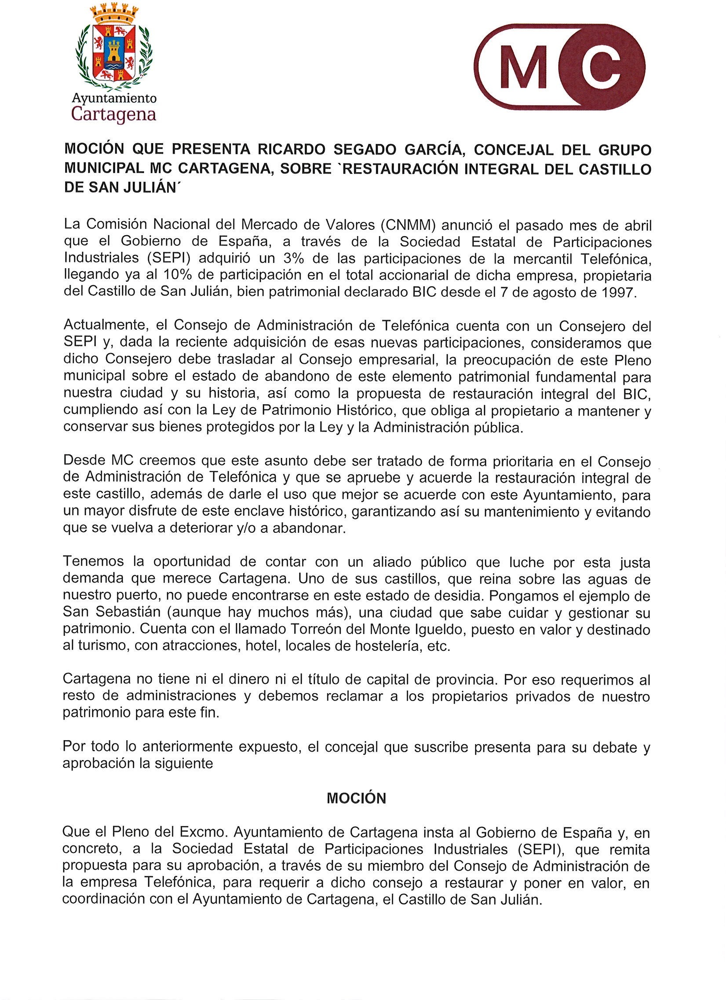 Ayuntamiento
Cartagena
MC
MOCIÓN QUE PRESENTA RICARDO SEGADO GARCÍA, CONCEJAL DEL GRUPO
MUNICIPAL MC CARTAGENA, SOBRE `RESTAURACIÓN INTEGRAL DEL CASTILLO
DE SAN JULIÁN´
La Comisión Nacional del Mercado de Valores (CNMM) anunció el pasado mes de abril
que el Gobierno de España, a través de la Sociedad Estatal de Participaciones
Industriales (SEPI) adquirió un 3% de las participaciones de la mercantil Telefónica,
llegando ya al 10% de participación en el total accionarial de dicha empresa, propietaria
del Castillo de San Julián, bien patrimonial declarado BIC desde el 7 de agosto de 1997.
Actualmente, el Consejo de Administración de Telefónica cuenta con un Consejero del
SEPI y, dada la reciente adquisición de esas nuevas participaciones, consideramos que
dicho Consejero debe trasladar al Consejo empresarial, la preocupación de este Pleno
municipal sobre el estado de abandono de este elemento patrimonial fundamental para
nuestra ciudad y su historia, así como la propuesta de restauración integral del BIC,
cumpliendo así con la Ley de Patrimonio Histórico, que obliga al propietario a mantener y
conservar sus bienes protegidos por la Ley y la Administración pública.
Desde MC creemos que este asunto debe ser tratado de forma prioritaria en el Consejo
de Administración de Telefónica y que se apruebe y acuerde la restauración integral de
este castillo, además de darle el uso que mejor se acuerde con este Ayuntamiento, para
un mayor disfrute de este enclave histórico, garantizando así su mantenimiento y evitando
que se vuelva a deteriorar y/o a abandonar.
Tenemos la oportunidad de contar con un aliado público que luche por esta justa
demanda que merece Cartagena. Uno de sus castillos, que reina sobre las aguas de
nuestro puerto, no puede encontrarse en este estado de desidia. Pongamos el ejemplo de
San Sebastián (aunque hay muchos más), una ciudad que sabe cuidar y gestionar su
patrimonio. Cuenta con el llamado Torreón del Monte Igueldo, puesto en valor y destinado
al turismo, con atracciones, hotel, locales de hostelería, etc.
Cartagena no tiene ni el dinero ni el título de capital de provincia. Por eso requerimos al
resto de administraciones y debemos reclamar a los propietarios privados de nuestro
patrimonio para este fin.
Por todo lo anteriormente expuesto, el concejal que suscribe presenta para su debate y
aprobación la siguiente
MOCIÓN
Que el Pleno del Excmo. Ayuntamiento de Cartagena insta al Gobierno de España y, en
concreto, a la Sociedad Estatal de Participaciones Industriales (SEPI), que remita
propuesta para su aprobación, a través de su miembro del Consejo de Administración de
la empresa Telefónica, para requerir a dicho consejo a restaurar y poner en valor, en
coordinación con el Ayuntamiento de Cartagena, el Castillo de San Julián.